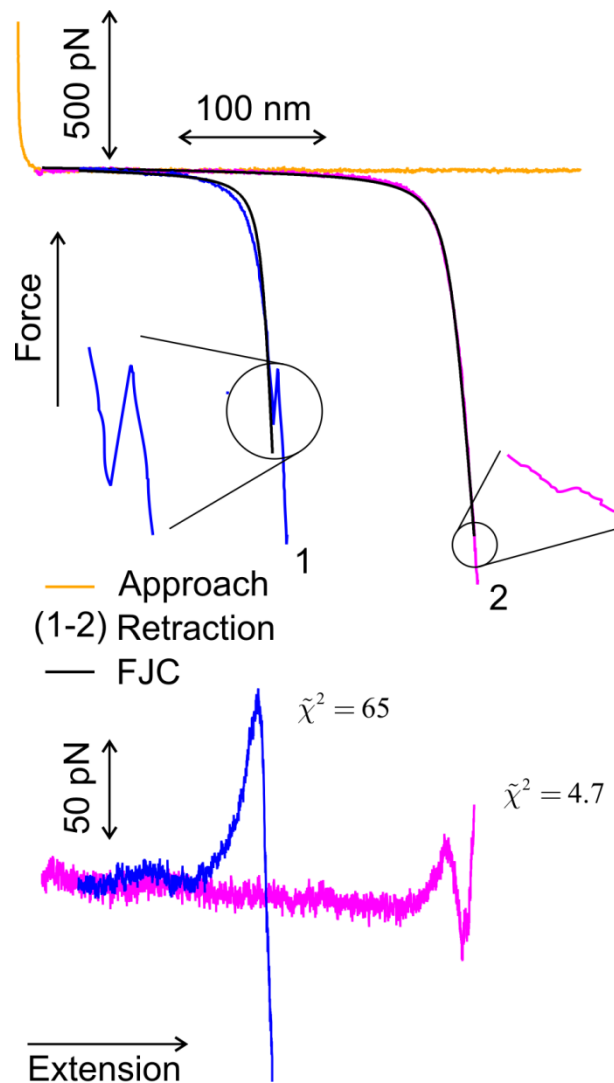 500 pN
100 nm
Force
1
2
Approach
(1-2) Retraction
FJC
χ̃² = 65
50 pN
χ̃² = 4.7
Extension